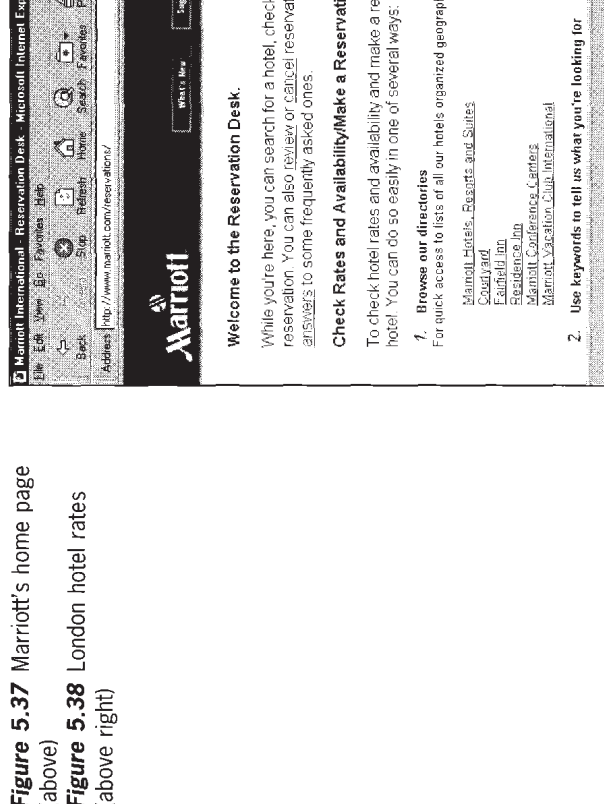 Figure 5.37 Marriott's home page
(above)
Figure 5.38 London hotel rates
(above right)
Marriott International - Reservation Desk - Microsoft Internet Exp
File Edit View Go Favorites Help
Back Stop Refresh Home Search Favorites
Address http://www.marriott.com/reservations/
Marriott
What's New
Welcome to the Reservation Desk.
While you're here, you can search for a hotel, check
reservation. You can also review or cancel reservat
answers to some frequently asked ones.
Check Rates and Availability/Make a Reservati
To check hotel rates and availability and make a re
hotel. You can do so easily in one of several ways:
1. Browse our directories
For quick access to lists of all our hotels organized geograph
Marriott Hotels, Resorts and Suites
Courtyard
Fairfield Inn
Residence Inn
Marriott Conference Centers
Marriott Vacation Club International
2. Use keywords to tell us what you're looking for